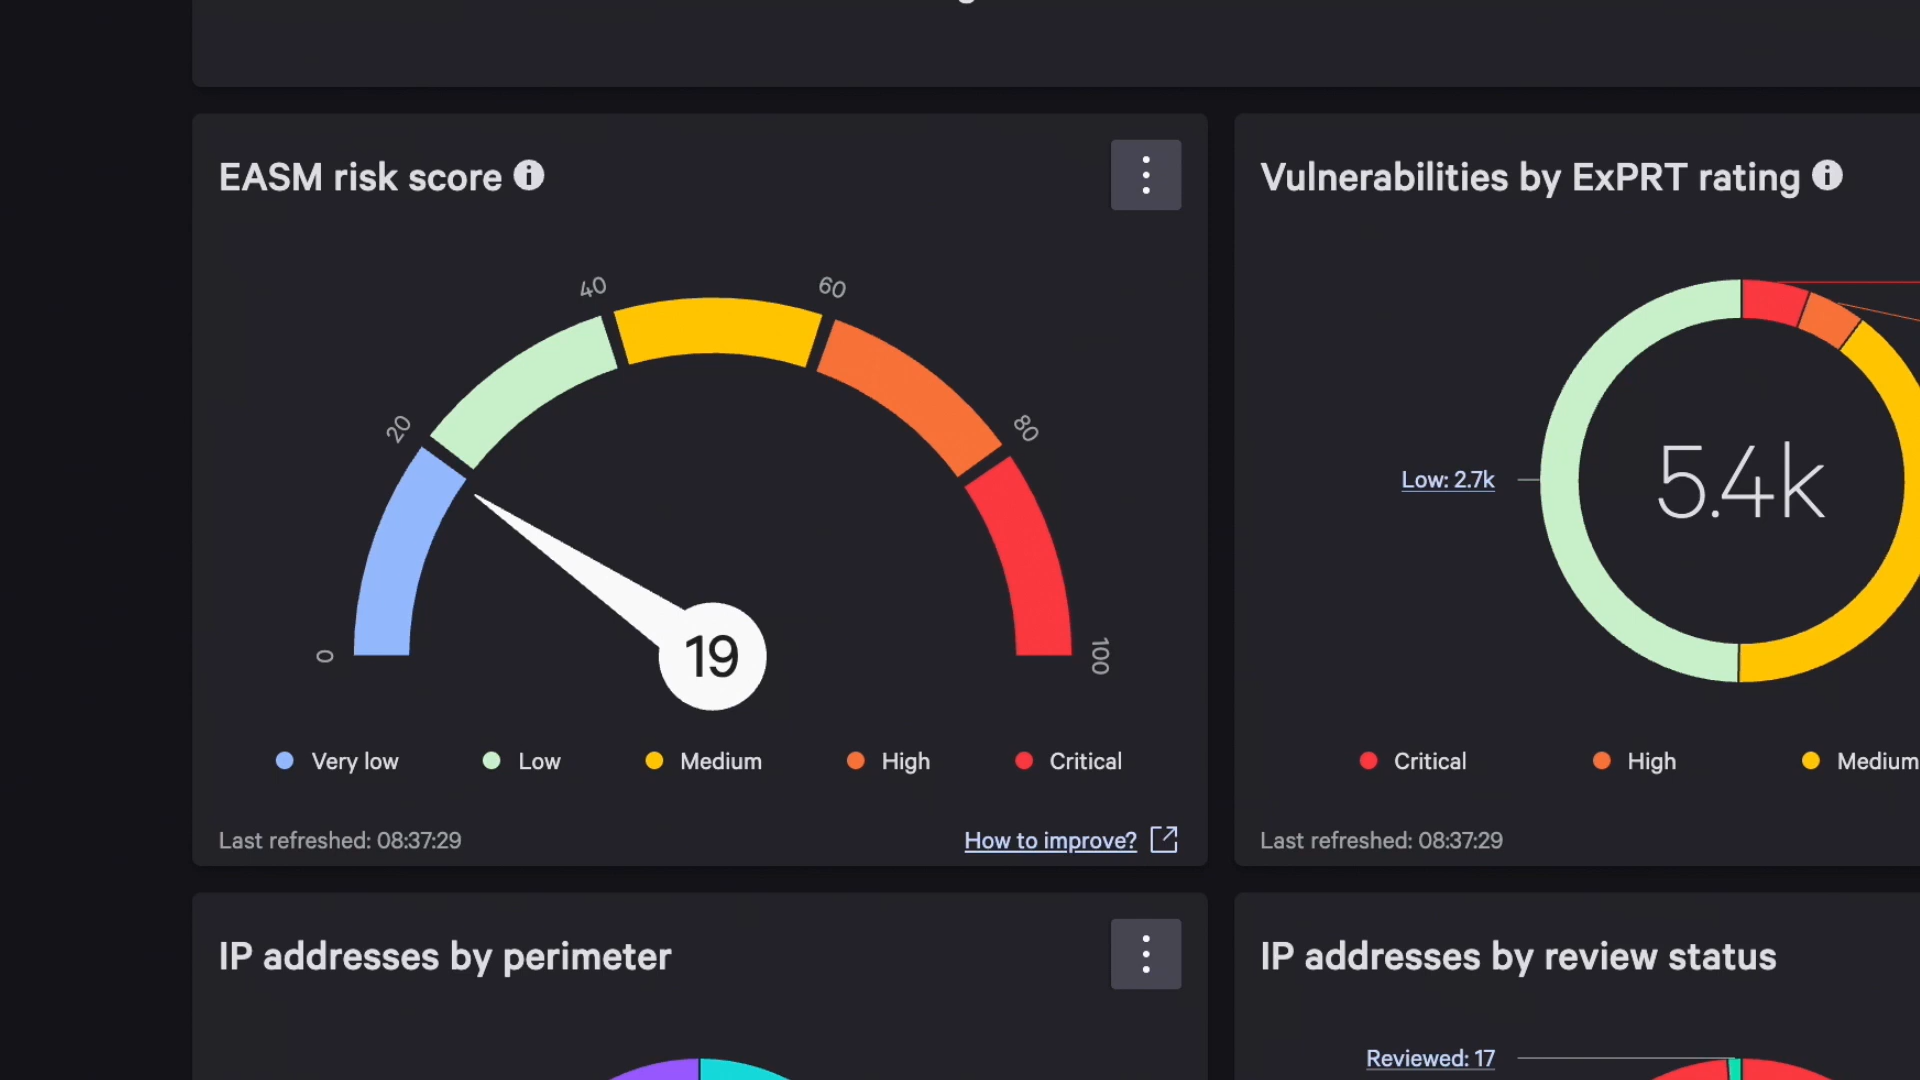 EASM risk score
Vulnerabilities by ExPRT rating
0
20
40
60
80
100
19
Very low
Low
Medium
High
Critical
Last refreshed: 08:37:29
How to improve?
Low: 2.7k
5.4k
Critical
High
Medium
Last refreshed: 08:37:29
IP addresses by perimeter
IP addresses by review status
Reviewed: 17